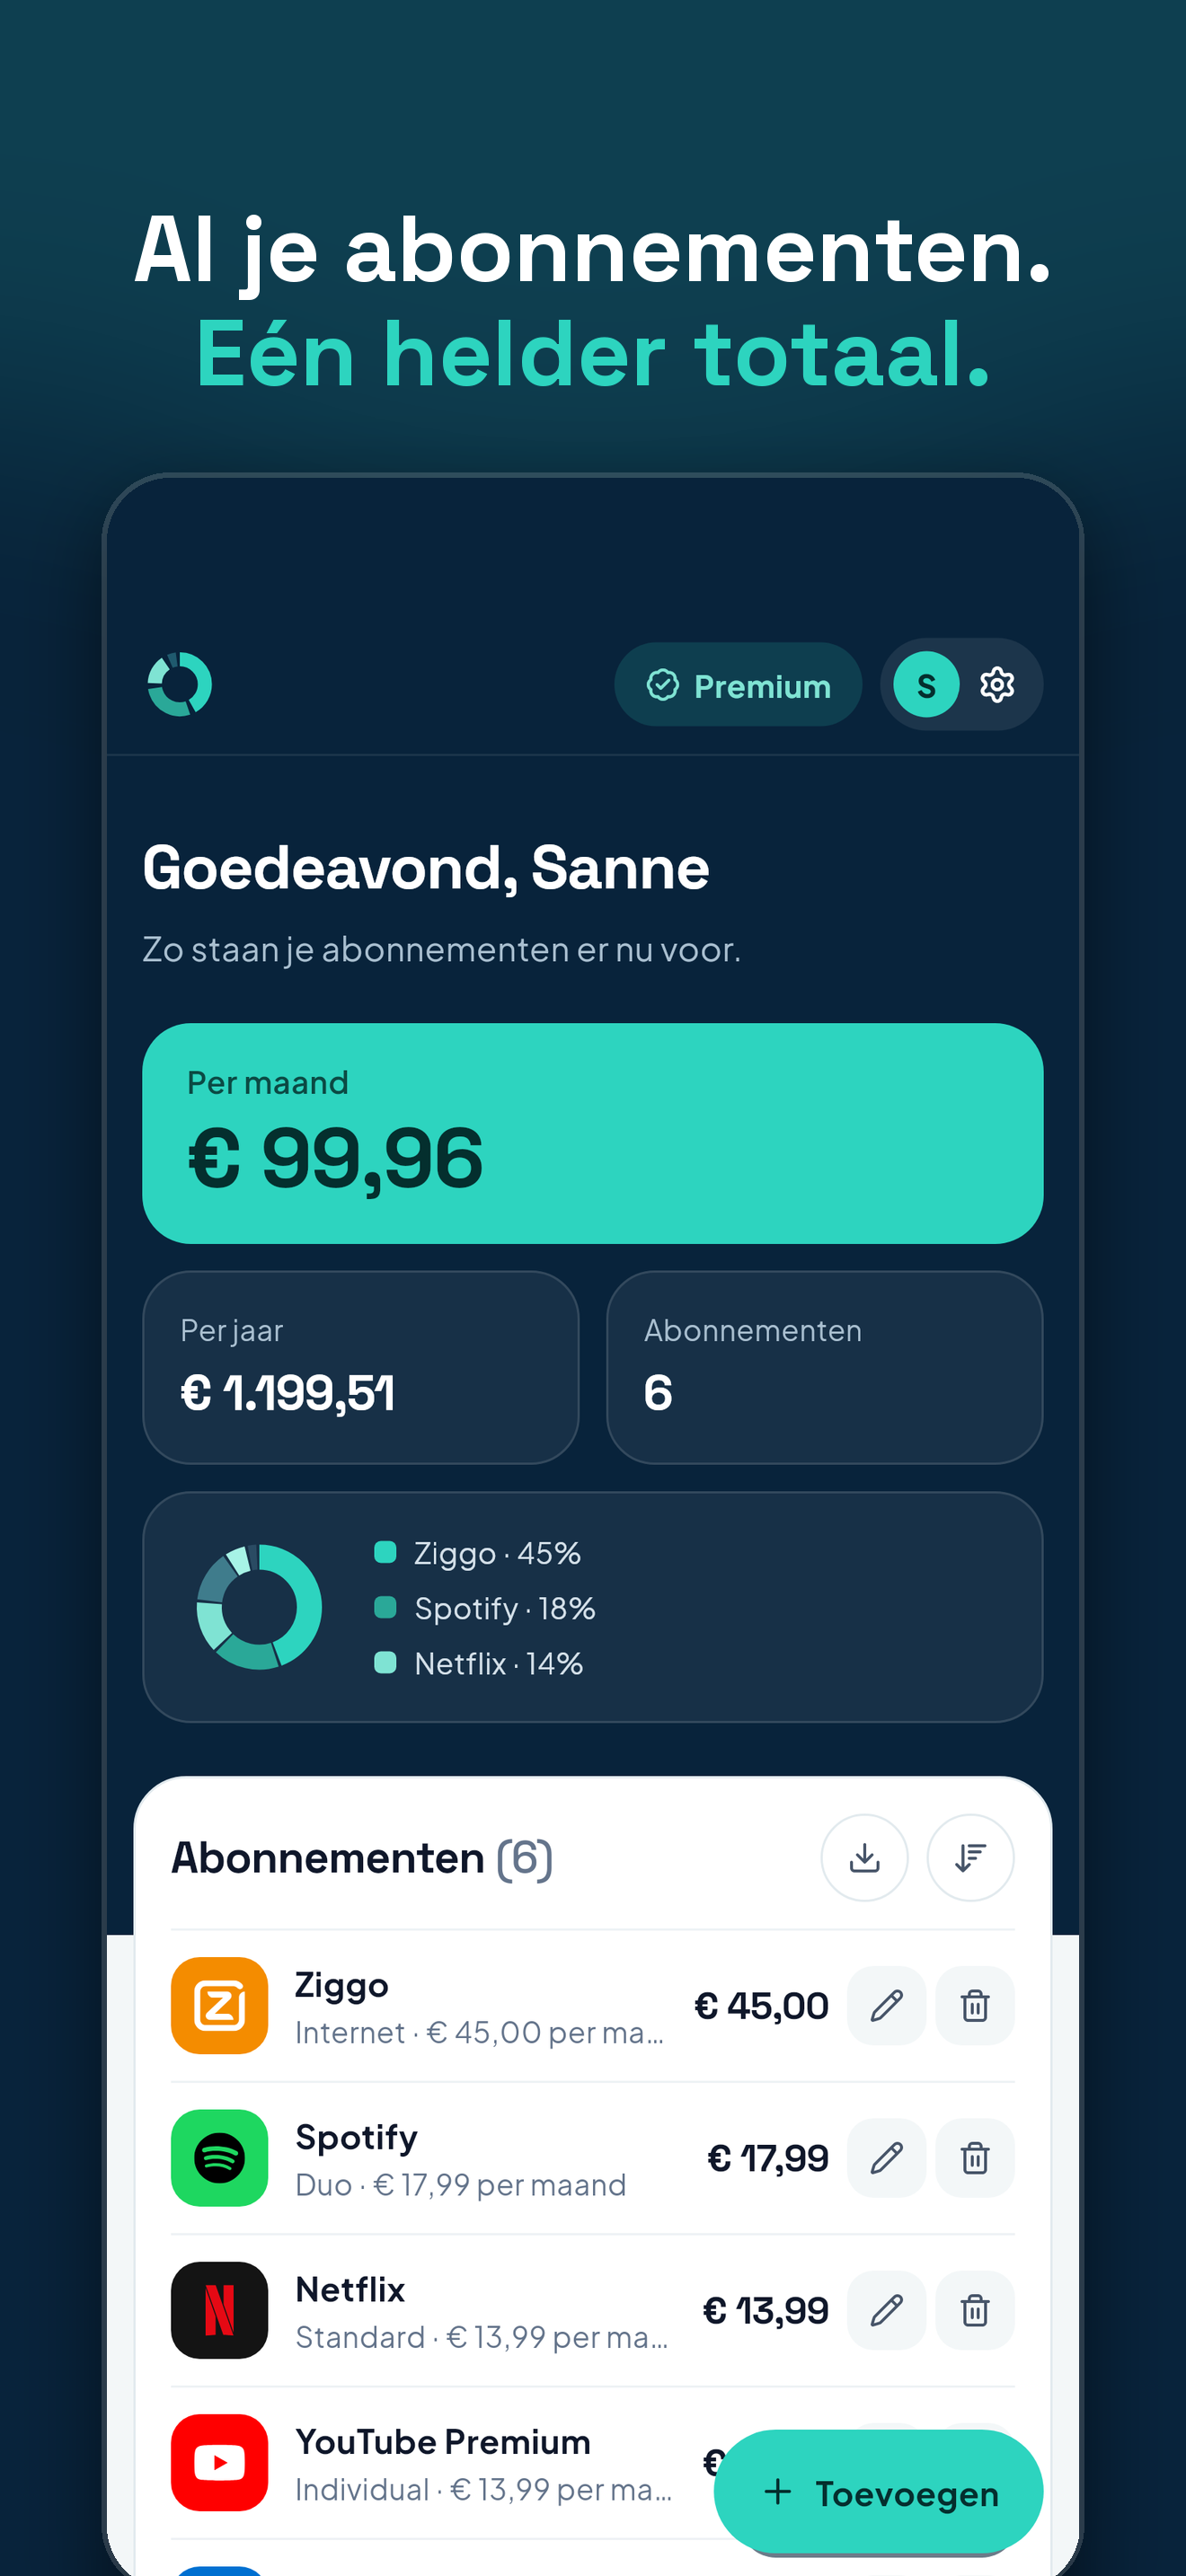 Al je abonnementen.
Eén helder totaal.
Premium
S
Goedeavond, Sanne
Zo staan je abonnementen er nu voor.
Per maand
€ 99,96
Per jaar
€ 1.199,51
Abonnementen
6
Ziggo · 45%
Spotify · 18%
Netflix · 14%
Abonnementen (6)
Ziggo
Internet · € 45,00 per ma...
€ 45,00
Spotify
Duo · € 17,99 per maand
€ 17,99
Netflix
Standard · € 13,99 per ma...
€ 13,99
YouTube Premium
Individual · € 13,99 per ma...
€
Toevoegen